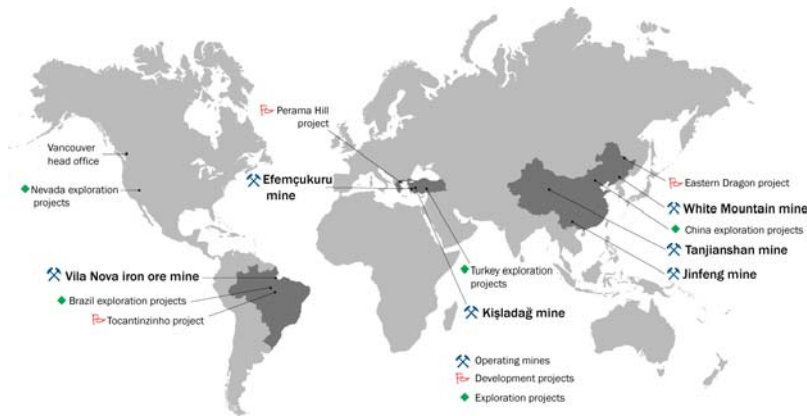 Perama Hill
project
Vancouver
head office
Efemçukuru
mine
Nevada exploration
projects
Eastern Dragon project
White Mountain mine
China exploration projects
Tanjianshan mine
Jinfeng mine
Turkey exploration
projects
Vila Nova iron ore mine
Brazil exploration projects
Tocantinzinho project
Kişladağ mine
Operating mines
Development projects
Exploration projects